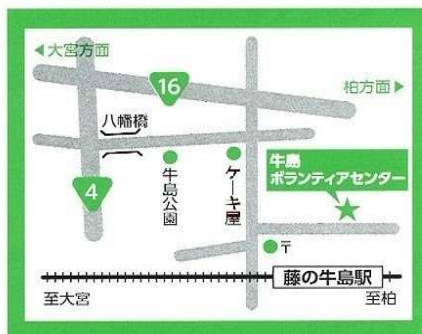 ◀大宮方面
16
柏方面▶
八幡橋
4
牛島公園
ケーキ屋
牛島
ボランティアセンター
〒
藤の牛島駅
至大宮
至柏